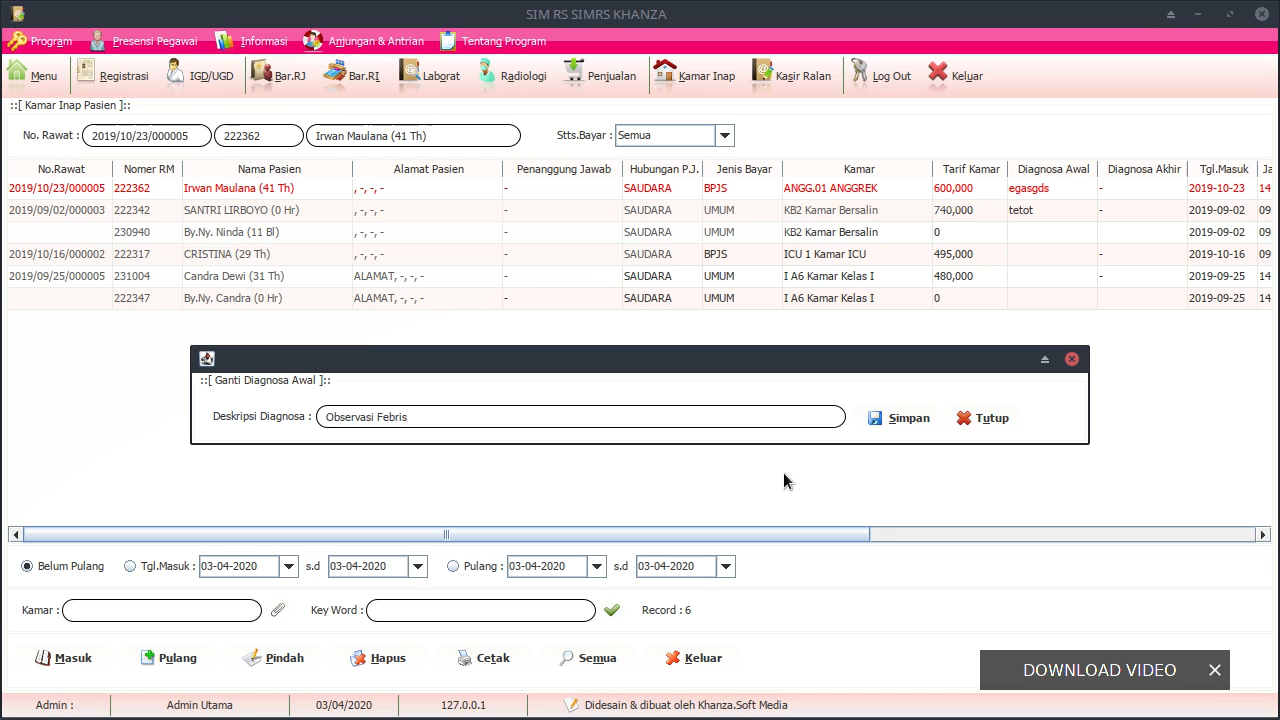 SIM RS SIMRS KHANZA
Program Presensi Pegawai Informasi Anjungan & Antrian Tentang Program
Menu Registrasi IGD/UGD Bar.RJ Bar.RI Laborat Radiologi Penjualan Kamar Inap Kasir Ralan Log Out Keluar
::[ Kamar Inap Pasien ]::
No. Rawat : 2019/10/23/000005 222362 Irwan Maulana (41 Th) Stts.Bayar : Semua
No.Rawat Nomer RM Nama Pasien Alamat Pasien Penanggung Jawab Hubungan P.J. Jenis Bayar Kamar Tarif Kamar Diagnosa Awal Diagnosa Akhir Tgl.Masuk Ja
2019/10/23/000005 222362 Irwan Maulana (41 Th) , -, -, - - SAUDARA BPJS ANGG.01 ANGGREK 600,000 egasgds - 2019-10-23 14
2019/09/02/000003 222342 SANTRI LIRBOYO (0 Hr) , -, -, - - SAUDARA UMUM KB2 Kamar Bersalin 740,000 tetot - 2019-09-02 09
230940 By.Ny. Ninda (11 Bl) , -, -, - - SAUDARA UMUM KB2 Kamar Bersalin 0 2019-09-02 09
2019/10/16/000002 222317 CRISTINA (29 Th) , -, -, - - SAUDARA BPJS ICU 1 Kamar ICU 495,000 - 2019-10-16 09
2019/09/25/000005 231004 Candra Dewi (31 Th) ALAMAT, -, -, - - SAUDARA UMUM I A6 Kamar Kelas I 480,000 - 2019-09-25 14
222347 By.Ny. Candra (0 Hr) ALAMAT, -, -, - - SAUDARA UMUM I A6 Kamar Kelas I 0 2019-09-25 14
::[ Ganti Diagnosa Awal ]::
Deskripsi Diagnosa : Observasi Febris Simpan Tutup
Belum Pulang Tgl.Masuk : 03-04-2020 s.d 03-04-2020 Pulang : 03-04-2020 s.d 03-04-2020
Kamar : Key Word : Record : 6
Masuk Pulang Pindah Hapus Cetak Semua Keluar
DOWNLOAD VIDEO
Admin : Admin Utama 03/04/2020 127.0.0.1 Didesain & dibuat oleh Khanza.Soft Media